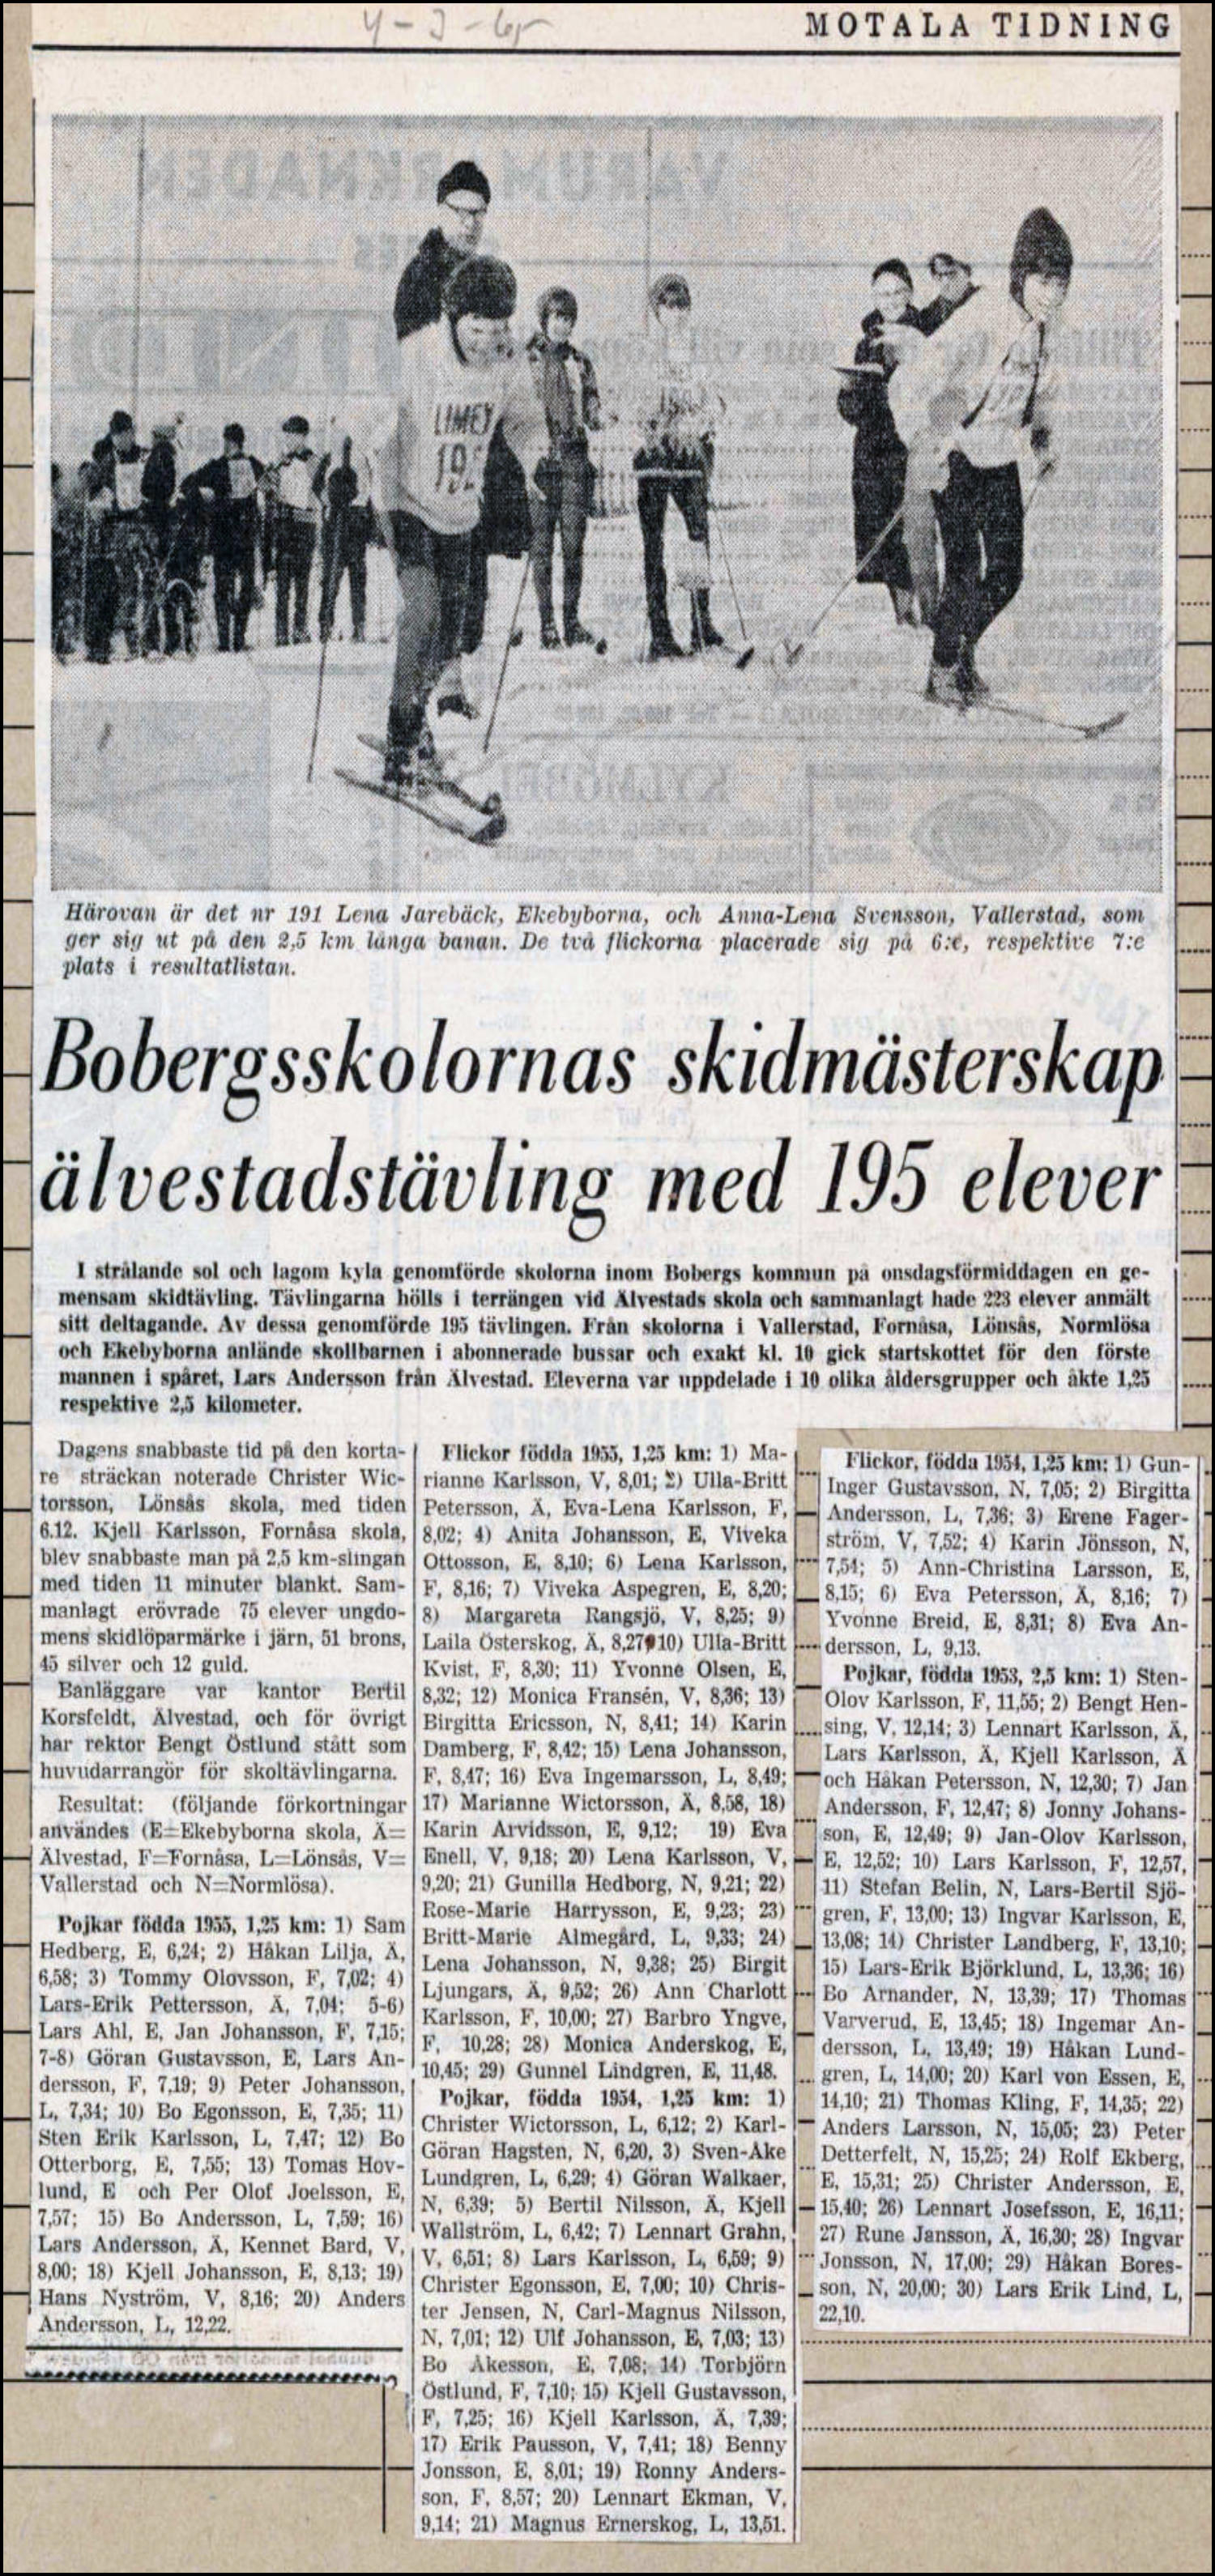 4-3-65
MOTALA TIDNING
LIMEX
191
Härovan är det nr 191 Lena Jarebäck, Ekebyborna, och Anna-Lena Svensson, Vallerstad, som
ger sig ut på den 2,5 km långa banan. De två flickorna placerade sig på 6:e, respektive 7:e
plats i resultatlistan.
Bobergsskolornas skidmästerskap
älvestadstävling med 195 elever
I strålande sol och lagom kyla genomförde skolorna inom Bobergs kommun på onsdagsförmiddagen en ge-
mensam skidtävling. Tävlingarna hölls i terrängen vid Älvestads skola och sammanlagt hade 223 elever anmält
sitt deltagande. Av dessa genomförde 195 tävlingen. Från skolorna i Vallerstad, Fornåsa, Lönsås, Normlösa
och Ekebyborna anlände skollbarnen i abonnerade bussar och exakt kl. 10 gick startskottet för den förste
mannen i spåret, Lars Andersson från Älvestad. Eleverna var uppdelade i 10 olika åldersgrupper och åkte 1,25
respektive 2,5 kilometer.
Dagens snabbaste tid på den korta-
re sträckan noterade Christer Wic-
torsson, Lönsås skola, med tiden
6.12. Kjell Karlsson, Fornåsa skola,
blev snabbaste man på 2,5 km-slingan
med tiden 11 minuter blankt. Sam-
manlagt erövrade 75 elever ungdo-
mens skidlöparmärke i järn, 51 brons,
45 silver och 12 guld.
Banläggare var kantor Bertil
Korsfeldt, Älvestad, och för övrigt
har rektor Bengt Östlund stått som
huvudarrangör för skoltävlingarna.
Resultat: (följande förkortningar
användes (E=Ekebyborna skola, Ä=
Älvestad, F=Fornåsa, L=Lönsås, V=
Vallerstad och N=Normlösa).
Pojkar födda 1955, 1,25 km: 1) Sam
Hedberg, E, 6,24; 2) Håkan Lilja, Ä,
6,58; 3) Tommy Olovsson, F, 7,02; 4)
Lars-Erik Pettersson, Ä, 7,04; 5-6)
Lars Ahl, E, Jan Johansson, F, 7,15;
7-8) Göran Gustavsson, E, Lars An-
dersson, F, 7,19; 9) Peter Johansson,
L, 7,34; 10) Bo Egonsson, E, 7,35; 11)
Sten Erik Karlsson, L, 7,47; 12) Bo
Otterborg, E, 7,55; 13) Tomas Hov-
lund, E och Per Olof Joelsson, E,
7,57; 15) Bo Andersson, L, 7,59; 16)
Lars Andersson, Ä, Kennet Bard, V,
8,00; 18) Kjell Johansson, E, 8,13; 19)
Hans Nyström, V, 8,16; 20) Anders
Andersson, L, 12,22.
Flickor födda 1955, 1,25 km: 1) Ma-
rianne Karlsson, V, 8,01; 2) Ulla-Britt
Petersson, Ä, Eva-Lena Karlsson, F,
8,02; 4) Anita Johansson, E, Viveka
Ottosson, E, 8,10; 6) Lena Karlsson,
F, 8,16; 7) Viveka Aspegren, E, 8,20;
8) Margareta Rangsjö, V, 8,25; 9)
Laila Österskog, Ä, 8,27 10) Ulla-Britt
Kvist, F, 8,30; 11) Yvonne Olsen, E,
8,32; 12) Monica Fransén, V, 8,36; 13)
Birgitta Ericsson, N, 8,41; 14) Karin
Damberg, F, 8,42; 15) Lena Johansson,
F, 8,47; 16) Eva Ingemarsson, L, 8,49;
17) Marianne Wictorsson, Ä, 8,58, 18)
Karin Arvidsson, E, 9,12; 19) Eva
Enell, V, 9,18; 20) Lena Karlsson, V,
9,20; 21) Gunilla Hedborg, N, 9,21; 22)
Rose-Marie Harrysson, E, 9,23; 23)
Britt-Marie Almegård, L, 9,33; 24)
Lena Johansson, N, 9,38; 25) Birgit
Ljungars, Ä, 9,52; 26) Ann Charlott
Karlsson, F, 10,00; 27) Barbro Yngve,
F, 10,28; 28) Monica Anderskog, E,
10,45; 29) Gunnel Lindgren, E, 11,48.
Pojkar, födda 1954, 1,25 km: 1)
Christer Wictorsson, L, 6,12; 2) Karl-
Göran Hagsten, N, 6,20, 3) Sven-Åke
Lundgren, L, 6,29; 4) Göran Walkaer,
N, 6,39; 5) Bertil Nilsson, Ä, Kjell
Wallström, L, 6,42; 7) Lennart Grahn,
V, 6,51; 8) Lars Karlsson, L, 6,59; 9)
Christer Egonsson, E, 7,00; 10) Chris-
ter Jensen, N, Carl-Magnus Nilsson,
N, 7,01; 12) Ulf Johansson, E, 7,03; 13)
Bo Åkesson, E, 7,08; 14) Torbjörn
Östlund, F, 7,10; 15) Kjell Gustavsson,
F, 7,25; 16) Kjell Karlsson, Ä, 7,39;
17) Erik Pausson, V, 7,41; 18) Benny
Jonsson, E, 8,01; 19) Ronny Anders-
son, F, 8,57; 20) Lennart Ekman, V,
9,14; 21) Magnus Ernerskog, L, 13,51.
Flickor, födda 1954, 1,25 km: 1) Gun-
Inger Gustavsson, N, 7,05; 2) Birgitta
Andersson, L, 7,36; 3) Erene Fager-
ström, V, 7,52; 4) Karin Jönsson, N,
7,54; 5) Ann-Christina Larsson, E,
8,15; 6) Eva Petersson, Ä, 8,16; 7)
Yvonne Breid, E, 8,31; 8) Eva An-
dersson, L, 9,13.
Pojkar, födda 1953, 2,5 km: 1) Sten-
Olov Karlsson, F, 11,55; 2) Bengt Hen-
sing, V, 12,14; 3) Lennart Karlsson, Ä,
Lars Karlsson, Ä, Kjell Karlsson, Ä
och Håkan Petersson, N, 12,30; 7) Jan
Andersson, F, 12,47; 8) Jonny Johans-
son, E, 12,49; 9) Jan-Olov Karlsson,
E, 12,52; 10) Lars Karlsson, F, 12,57,
11) Stefan Belin, N, Lars-Bertil Sjö-
gren, F, 13,00; 13) Ingvar Karlsson, E,
13,08; 14) Christer Landberg, F, 13,10;
15) Lars-Erik Björklund, L, 13,36; 16)
Bo Arnander, N, 13,39; 17) Thomas
Varverud, E, 13,45; 18) Ingemar An-
dersson, L, 13,49; 19) Håkan Lund-
gren, L, 14,00; 20) Karl von Essen, E,
14,10; 21) Thomas Kling, F, 14,35; 22)
Anders Larsson, N, 15,05; 23) Peter
Detterfelt, N, 15,25; 24) Rolf Ekberg,
E, 15,31; 25) Christer Andersson, E,
15,40; 26) Lennart Josefsson, E, 16,11;
27) Rune Jansson, Ä, 16,30; 28) Ingvar
Jonsson, N, 17,00; 29) Håkan Bores-
son, N, 20,00; 30) Lars Erik Lind, L,
22,10.